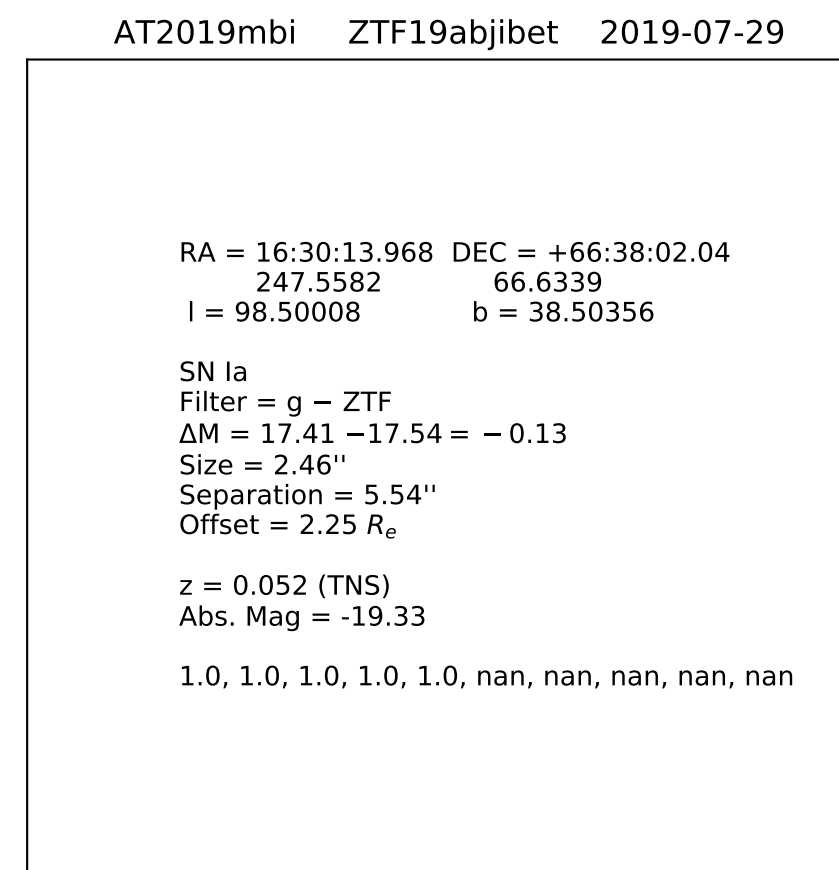 AT2019mbi ZTF19abjibet 2019-07-29
RA = 16:30:13.968 DEC = +66:38:02.04
247.5582 66.6339
l = 98.50008 b = 38.50356
SN Ia
Filter = g − ZTF
ΔM = 17.41 −17.54 = −0.13
Size = 2.46''
Separation = 5.54''
Offset = 2.25 Rₑ
z = 0.052 (TNS)
Abs. Mag = -19.33
1.0, 1.0, 1.0, 1.0, 1.0, nan, nan, nan, nan, nan